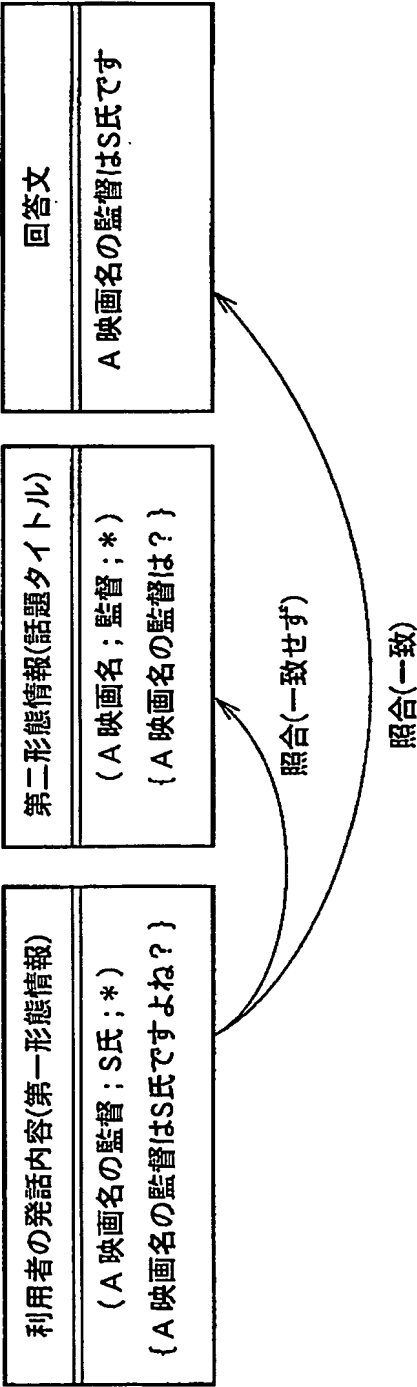 利用者の発話内容(第一形態情報)
(A映画名の監督;S氏;*)
{A映画名の監督はS氏ですよね?}
第二形態情報(話題タイトル)
(A映画名;監督;*)
{A映画名の監督は?}
回答文
A映画名の監督はS氏です
照合(一致せず)
照合(一致)